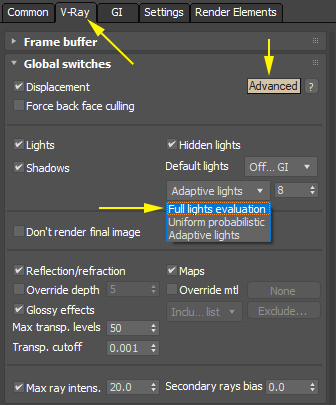 Common V-Ray GI Settings Render Elements
Frame buffer
Global switches
Displacement Advanced ?
Force back face culling
Lights Hidden lights
Shadows Default lights Off... GI
Adaptive lights 8
Full lights evaluation
Uniform probabilistic
Don't render final image Adaptive lights
Reflection/refraction Maps
Override depth 5 Override mtl None
Glossy effects Inclu... list Exclude...
Max transp. levels 50
Transp. cutoff 0.001
Max ray intens. 20.0 Secondary rays bias 0.0